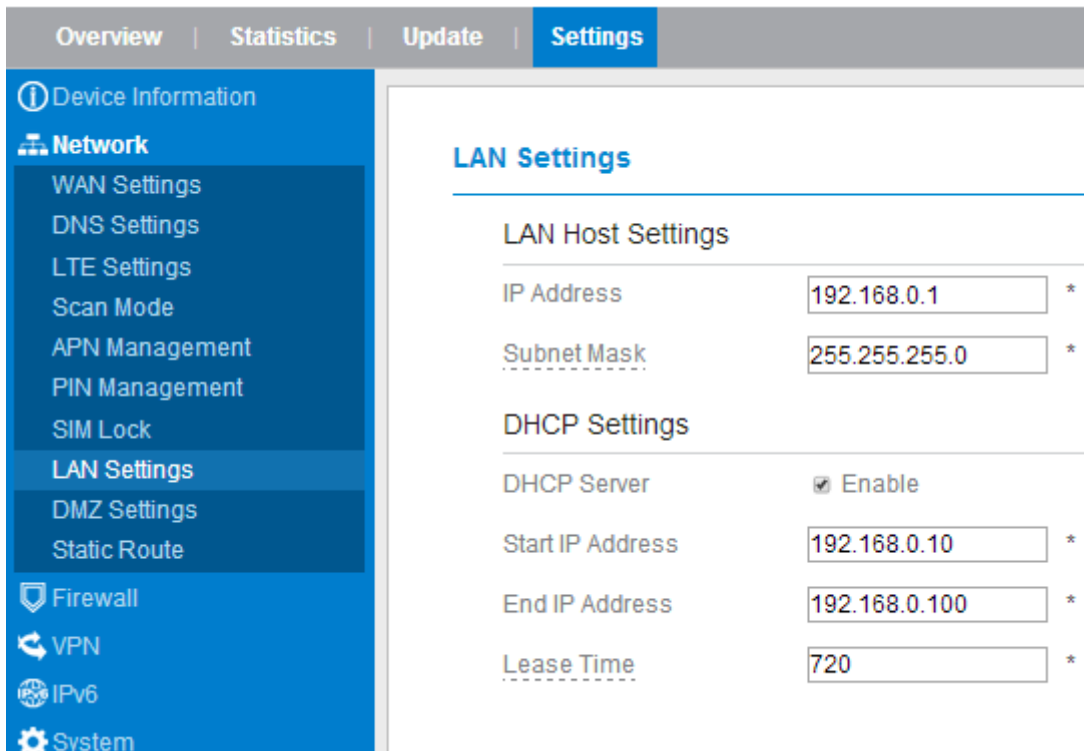 Overview | Statistics | Update | Settings
Device Information
Network
WAN Settings
DNS Settings
LTE Settings
Scan Mode
APN Management
PIN Management
SIM Lock
LAN Settings
DMZ Settings
Static Route
Firewall
VPN
IPv6
System
LAN Settings
LAN Host Settings
IP Address 192.168.0.1 *
Subnet Mask 255.255.255.0 *
DHCP Settings
DHCP Server Enable
Start IP Address 192.168.0.10 *
End IP Address 192.168.0.100 *
Lease Time 720 *